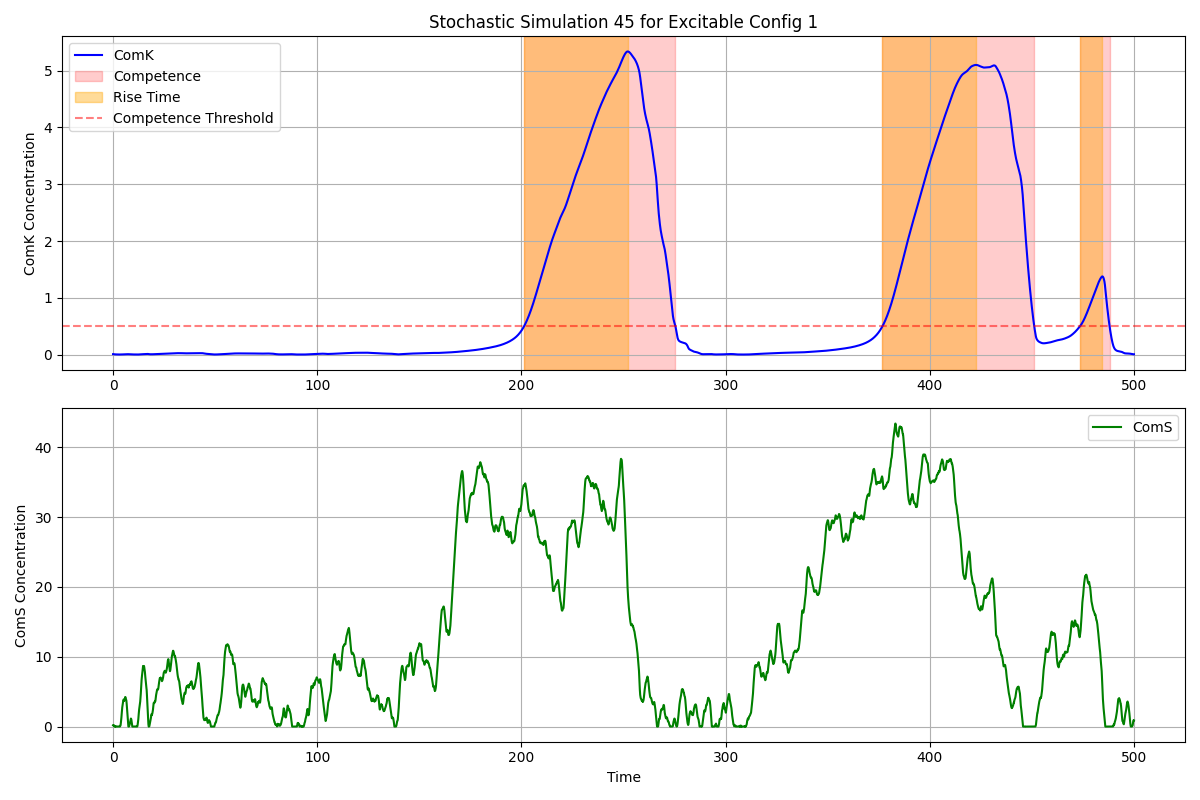 Stochastic Simulation 45 for Excitable Config 1
ComK
Competence
Rise Time
Competence Threshold
ComK Concentration
5
4
3
2
1
0
0 100 200 300 400 500
ComS
ComS Concentration
40
30
20
10
0
0 100 200 300 400 500
Time